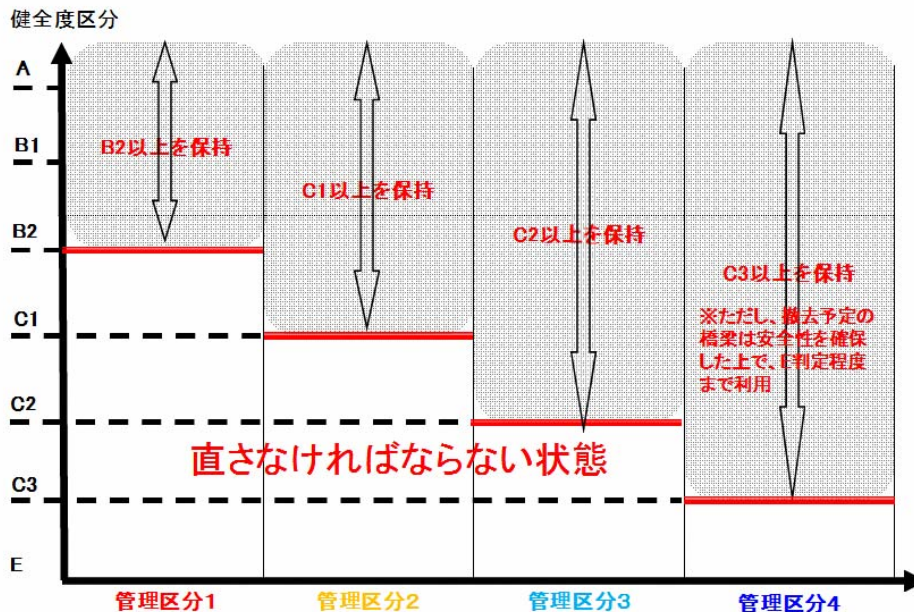 健全度区分
A
B1
B2以上を保持
C1以上を保持
B2
C2以上を保持
C3以上を保持
C1
※ただし、撤去予定の
橋梁は安全性を確保
した上で、E判定程度
まで利用
C2
直さなければならない状態
C3
E
管理区分1
管理区分2
管理区分3
管理区分4